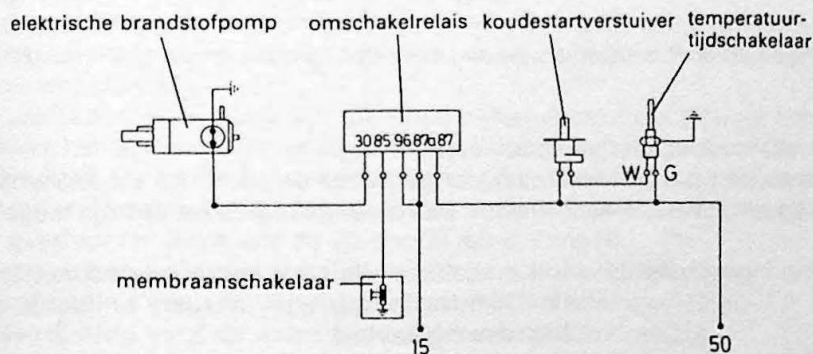 elektrische brandstofpomp
omschakelrelais
koudestartverstuiver
temperatuur-
tijdschakelaar
30 85 96 87a 87
W
G
membraanschakelaar
15
50